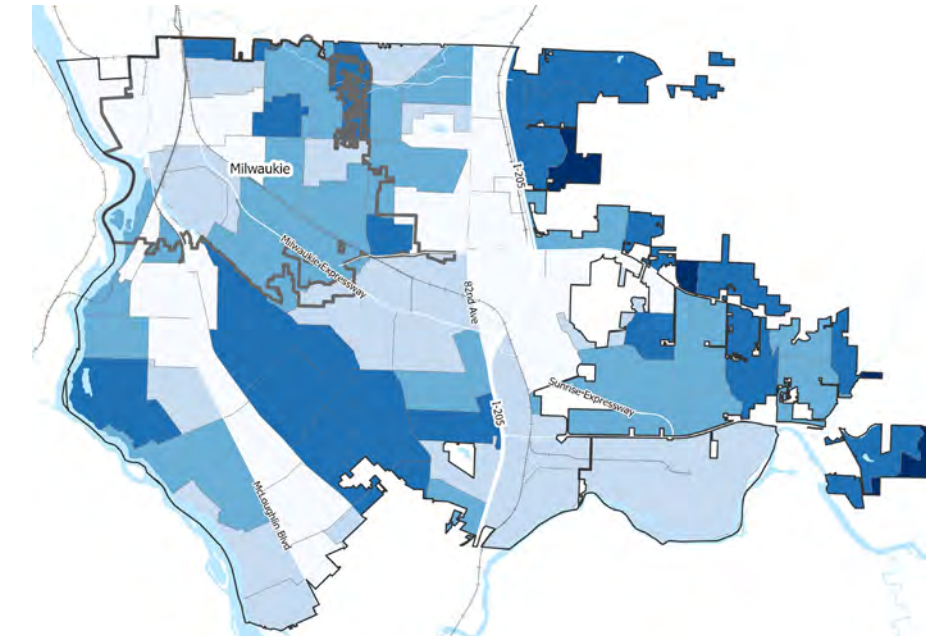 Milwaukie
I-205
Milwaukie-Expressway
82nd Ave
Sunrise-Expressway
I-205
McLoughlin Blvd